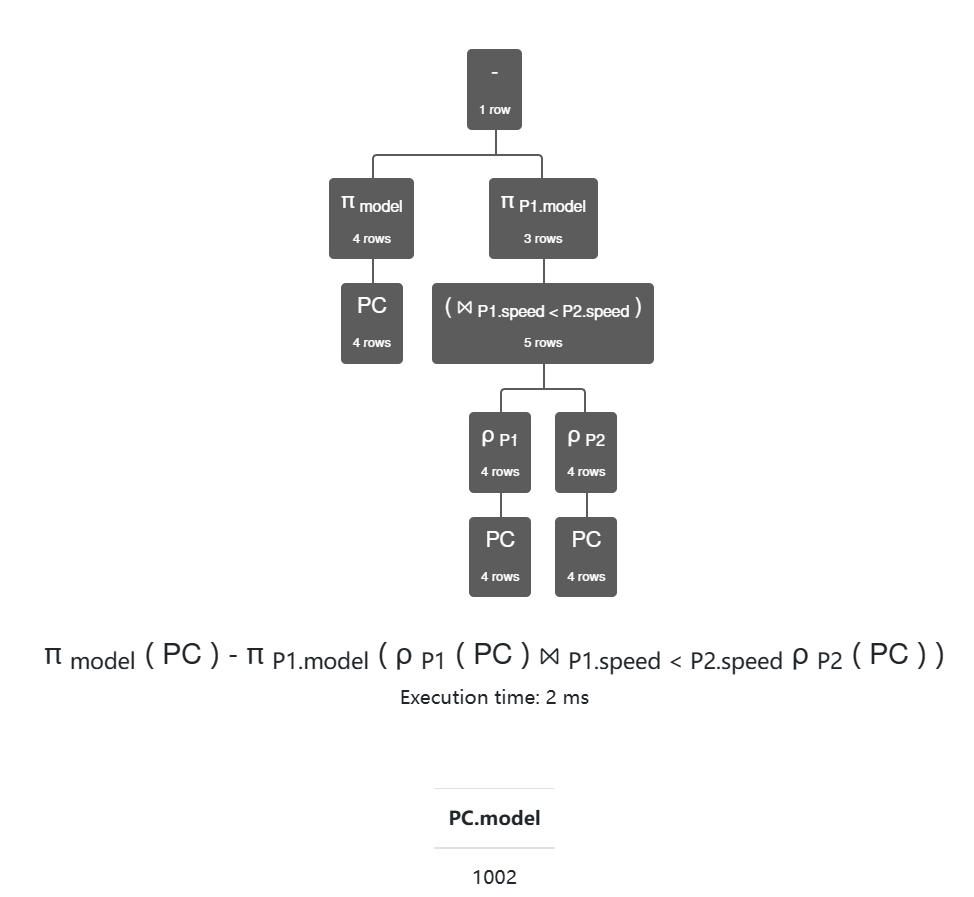 -
1 row
π model
4 rows
π P1.model
3 rows
PC
4 rows
( ⋈ P1.speed < P2.speed )
5 rows
ρ P1
4 rows
ρ P2
4 rows
PC
4 rows
PC
4 rows
π model ( PC ) - π P1.model ( ρ P1 ( PC ) ⋈ P1.speed < P2.speed ρ P2 ( PC ) )
Execution time: 2 ms
PC.model
1002